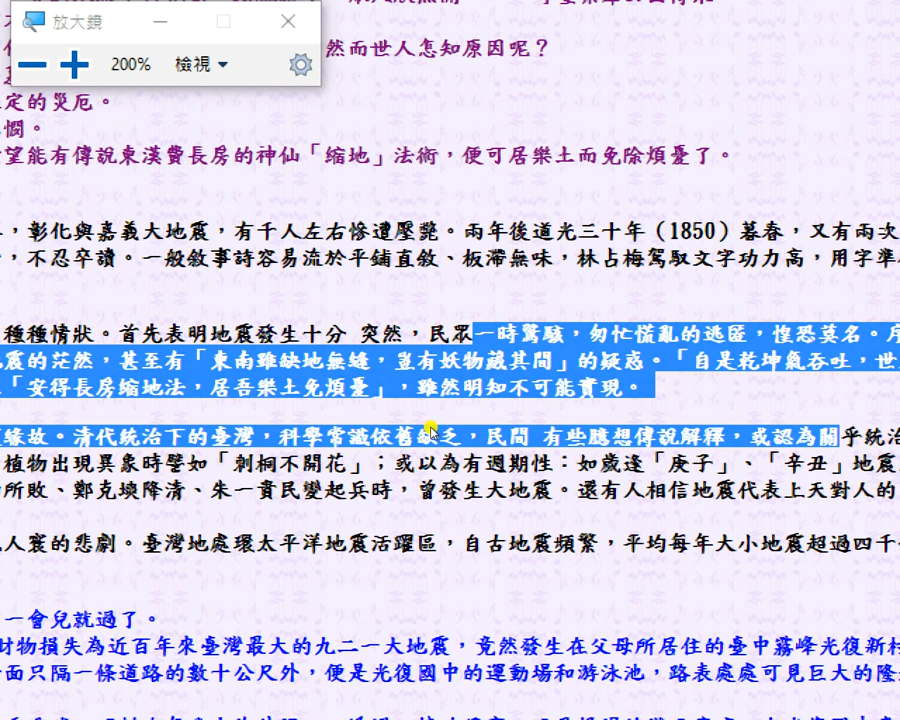 放大鏡
200% 檢視
然而世人怎知原因呢？
定的災厄。
憫。
望能有傳說東漢費長房的神仙「縮地」法術，便可居樂土而免除煩憂了。
，彰化與嘉義大地震，有千人左右慘遭壓斃。兩年後道光三十年（1850）暮春，又有兩次
，不忍卒讀。一般敘事詩容易流於平鋪直敘、板滯無味，林占梅駕馭文字功力高，用字準
種種情狀。首先表明地震發生十分 突然，民眾一時驚駭，匆忙慌亂的逃匿，惶恐莫名。
震的茫然，甚至有「東南雖缺地無縫，豈有妖物藏其間」的疑惑。「自是乾坤氣吞吐，世
「安得長房縮地法，居吾樂土免煩憂」，雖然明知不可能實現。
緣故。清代統治下的臺灣，科學常識依舊缺乏，民間 有些臆想傳說解釋，或認為關乎統治
植物出現異象時譬如「刺桐不開花」；或以為有週期性：如歲逢「庚子」、「辛丑」地震
所敗、鄭克塽降清、朱一貴民變起兵時，曾發生大地震。還有人相信地震代表上天對人的
人寰的悲劇。臺灣地處環太平洋地震活躍區，自古地震頻繁，平均每年大小地震超過四千
一會兒就過了。
財物損失為近百年來臺灣最大的九二一大地震，竟然發生在父母所居住的臺中霧峰光復新村
面只隔一條道路的數十公尺外，便是光復國中的運動場和游泳池，路表處處可見巨大的隆